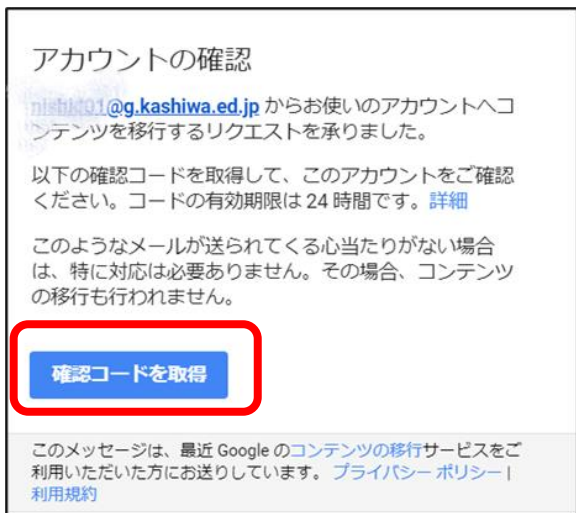 アカウントの確認
@g.kashiwa.ed.jp からお使いのアカウントへコ
ンテンツを移行するリクエストを承りました。
以下の確認コードを取得して、このアカウントをご確認
ください。コードの有効期限は 24 時間です。詳細
このようなメールが送られてくる心当たりがない場合
は、特に対応は必要ありません。その場合、コンテンツ
の移行も行われません。
確認コードを取得
このメッセージは、最近 Google のコンテンツの移行サービスをご
利用いただいた方にお送りしています。 プライバシー ポリシー |
利用規約